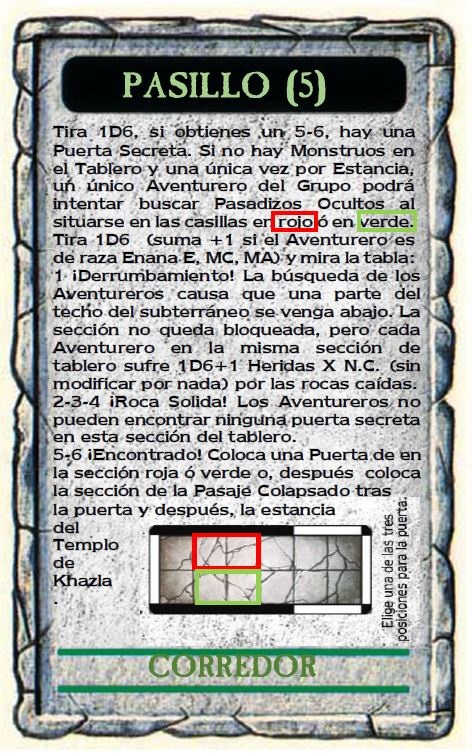 PASILLO (5)
Tira 1D6, si obtienes un 5-6, hay una
Puerta Secreta. Si no hay Monstruos en
el Tablero y una única vez por Estancia,
un único Aventurero del Grupo podrá
intentar buscar Pasadizos Ocultos al
situarse en las casillas en rojo ó en verde.
Tira 1D6 (suma +1 si el Aventurero es
de raza Enana E, MC, MA) y mira la tabla:
1 ¡Derrumbamiento! La búsqueda de los
Aventureros causa que una parte del
techo del subterráneo se venga abajo. La
sección no queda bloqueada, pero cada
Aventurero en la misma sección de
tablero sufre 1D6+1 Heridas X N.C. (sin
modificar por nada) por las rocas caídas.
2-3-4 ¡Roca Solida! Los Aventureros no
pueden encontrar ninguna puerta secreta
en esta sección del tablero.
5-6 ¡Encontrado! Coloca una Puerta de en
la sección roja ó verde o, después coloca
la sección de la Pasaje Colapsado tras
la puerta y después, la estancia
del
Templo
de
Khazla
.
Elige una de las tres
posiciones para la puerta.
CORREDOR